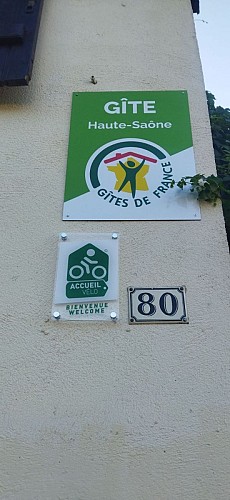 GÎTE
Haute-Saône
GÎTES DE FRANCE
ACCUEIL
VÉLO
BIENVENUE
WELCOME
80